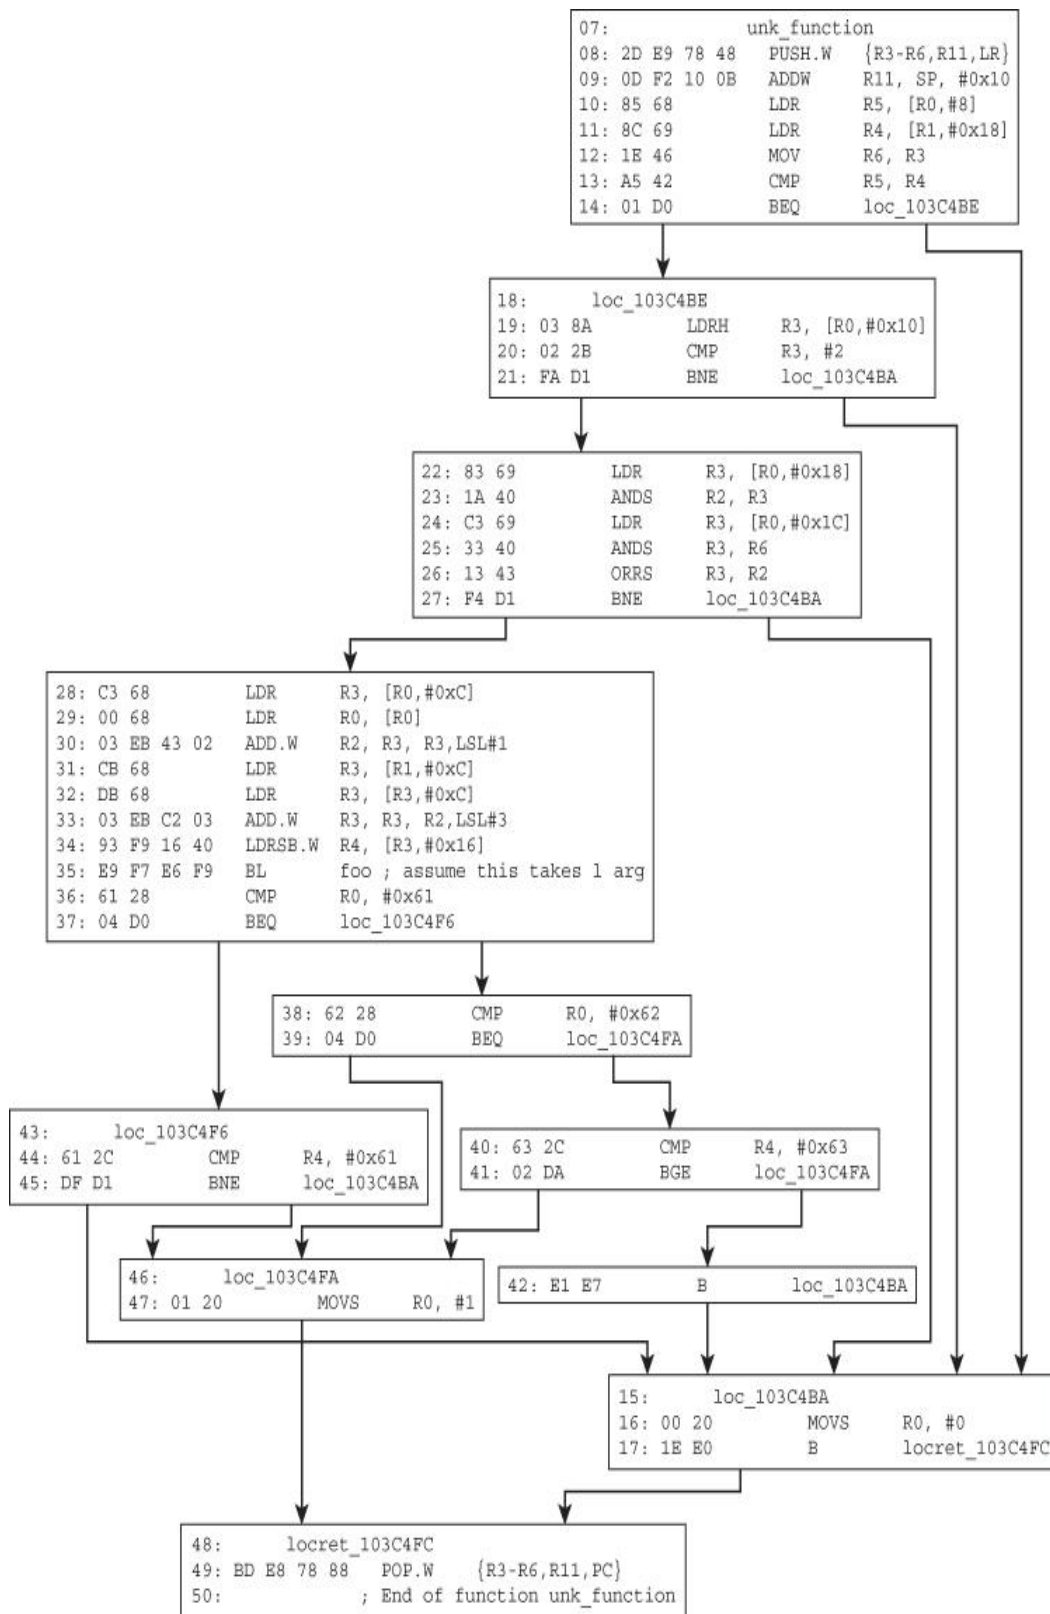 07: unk_function
08: 2D E9 78 48 PUSH.W {R3-R6,R11,LR}
09: 0D F2 10 0B ADDW R11, SP, #0x10
10: 85 68 LDR R5, [R0,#8]
11: 8C 69 LDR R4, [R1,#0x18]
12: 1E 46 MOV R6, R3
13: A5 42 CMP R5, R4
14: 01 D0 BEQ loc_103C4BE
18: loc_103C4BE
19: 03 8A LDRH R3, [R0,#0x10]
20: 02 2B CMP R3, #2
21: FA D1 BNE loc_103C4BA
22: 83 69 LDR R3, [R0,#0x18]
23: 1A 40 ANDS R2, R3
24: C3 69 LDR R3, [R0,#0x1C]
25: 33 40 ANDS R3, R6
26: 13 43 ORRS R3, R2
27: F4 D1 BNE loc_103C4BA
28: C3 68 LDR R3, [R0,#0xC]
29: 00 68 LDR R0, [R0]
30: 03 EB 43 02 ADD.W R2, R3, R3,LSL#1
31: CB 68 LDR R3, [R1,#0xC]
32: DB 68 LDR R3, [R3,#0xC]
33: 03 EB C2 03 ADD.W R3, R3, R2,LSL#3
34: 93 F9 16 40 LDRSB.W R4, [R3,#0x16]
35: E9 F7 E6 F9 BL foo ; assume this takes 1 arg
36: 61 28 CMP R0, #0x61
37: 04 D0 BEQ loc_103C4F6
38: 62 28 CMP R0, #0x62
39: 04 D0 BEQ loc_103C4FA
43: loc_103C4F6
44: 61 2C CMP R4, #0x61
45: DF D1 BNE loc_103C4BA
40: 63 2C CMP R4, #0x63
41: 02 DA BGE loc_103C4FA
46: loc_103C4FA
47: 01 20 MOVS R0, #1
42: E1 E7 B loc_103C4BA
15: loc_103C4BA
16: 00 20 MOVS R0, #0
17: 1E E0 B locret_103C4FC
48: locret_103C4FC
49: BD E8 78 88 POP.W {R3-R6,R11,PC}
50: ; End of function unk_function